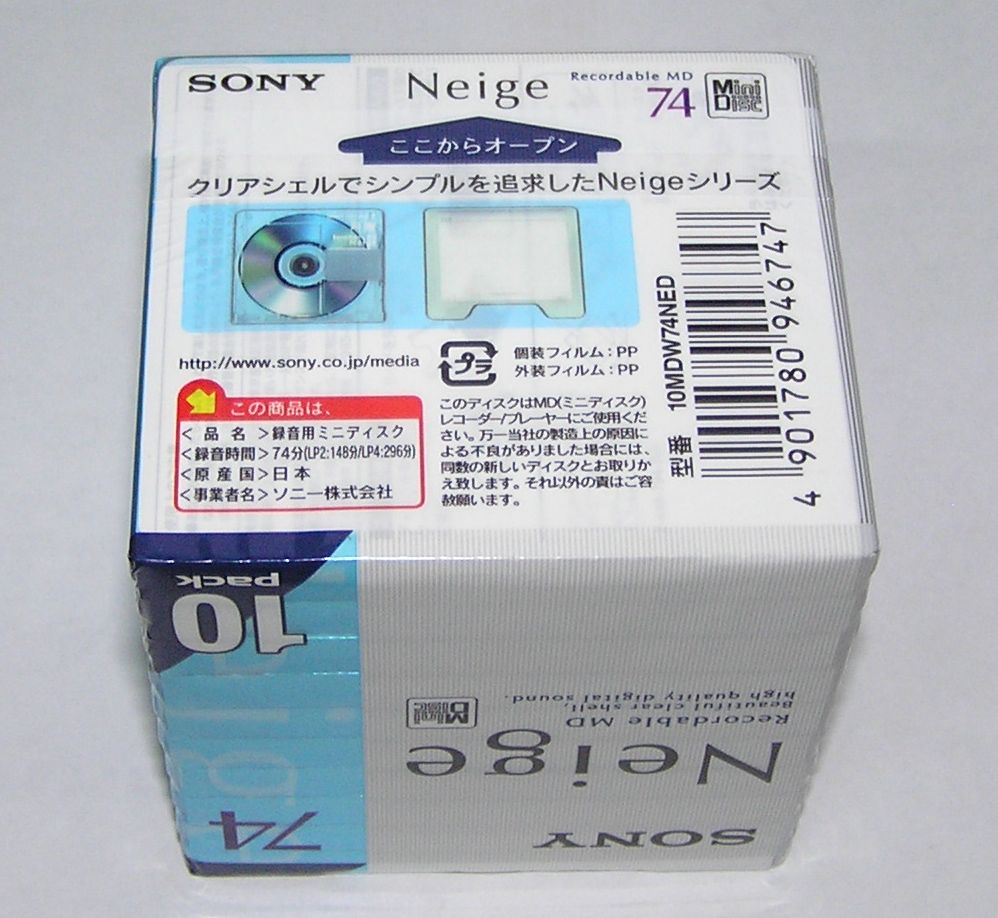 SONY
Neige
Recordable MD
74
Mini Disc
ここからオープン
クリアシェルでシンプルを追求したNeigeシリーズ
http://www.sony.co.jp/media
プラ
個装フィルム：PP
外装フィルム：PP
この商品は、
＜品名＞録音用ミニディスク
＜録音時間＞74分(LP2:148分/LP4:296分)
＜原産国＞日本
＜事業者名＞ソニー株式会社
このディスクはMD(ミニディスク)
レコーダー/プレーヤーにご使用くだ
さい。万一当社の製造上の原因に
よる不良がありました場合には、
同数の新しいディスクとお取りか
え致します。それ以外の責はご容
赦願います。
型番 10MDW74NED
4 901780 946747
10
pack
Beautiful clear shell,
high quality digital sound.
Recordable MD
Mini Disc
Neige
SONY
74